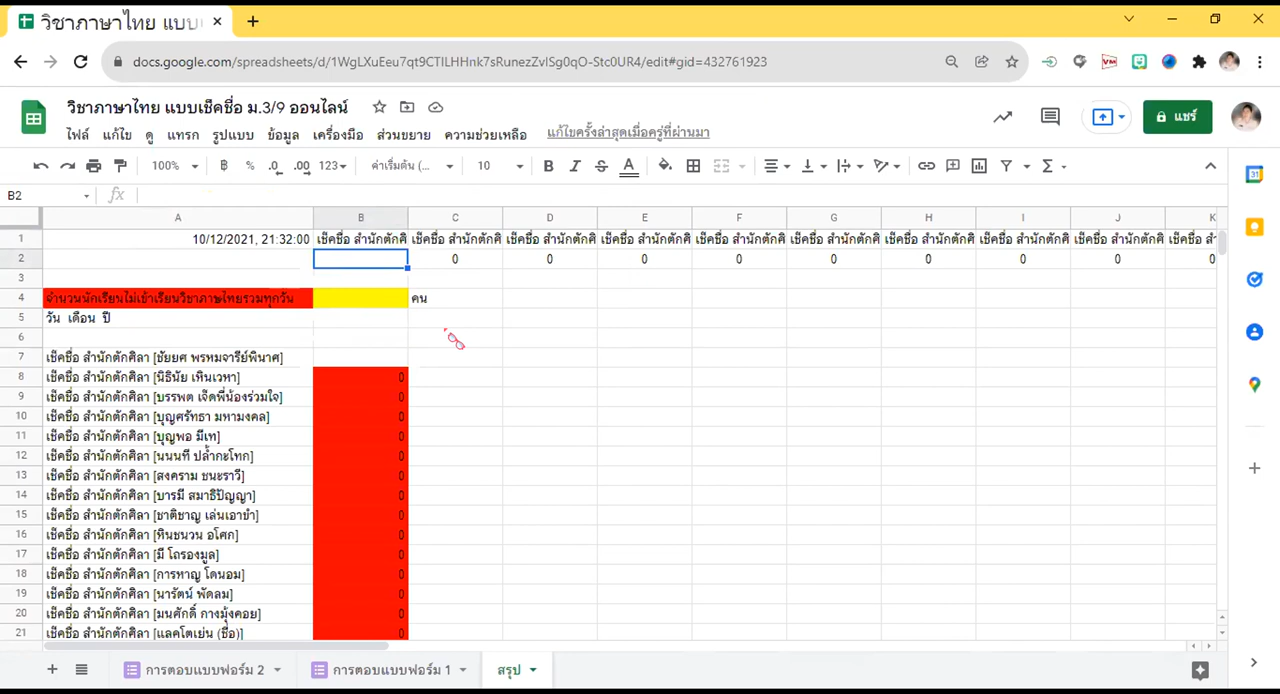 วิชาภาษาไทย แบบ
docs.google.com/spreadsheets/d/1WgLXuEeu7qt9CTILHHnk7sRunezZvlSg0qO-Stc0UR4/edit#gid=432761923
วิชาภาษาไทย แบบเช็คชื่อ ม.3/9 ออนไลน์
ไฟล์ แก้ไข ดู แทรก รูปแบบ ข้อมูล เครื่องมือ ส่วนขยาย ความช่วยเหลือ แก้ไขครั้งล่าสุดเมื่อครู่ที่ผ่านมา
แชร์
100% ฿ % .0 .00 123 ค่าเริ่มต้น (... 10 B I S A Σ
B2 fx
A B C D E F G H I J K
1 10/12/2021, 21:32:00 เช็คชื่อ สำนักตักศิ เช็คชื่อ สำนักตักศิ เช็คชื่อ สำนักตักศิ เช็คชื่อ สำนักตักศิ เช็คชื่อ สำนักตักศิ เช็คชื่อ สำนักตักศิ เช็คชื่อ สำนักตักศิ เช็คชื่อ สำนักตักศิ เช็คชื่อ สำนักตักศิ เช็คชื่อ ส
2 0 0 0 0 0 0 0 0 0
3
4 จำนวนนักเรียนไม่เข้าเรียนวิชาภาษาไทยรวมทุกวัน คน
5 วัน เดือน ปี
6
7 เช็คชื่อ สำนักตักศิลา [ชัยยศ พรหมจารีย์พินาศ]
8 เช็คชื่อ สำนักตักศิลา [นิธินัย เหินเวหา] 0
9 เช็คชื่อ สำนักตักศิลา [บรรพต เจ็ดพี่น้องร่วมใจ] 0
10 เช็คชื่อ สำนักตักศิลา [บุญศรัทธา มหามงคล] 0
11 เช็คชื่อ สำนักตักศิลา [บุญพอ มีเท] 0
12 เช็คชื่อ สำนักตักศิลา [นนนที ปล้ำกะโทก] 0
13 เช็คชื่อ สำนักตักศิลา [สงคราม ชนะราวี] 0
14 เช็คชื่อ สำนักตักศิลา [บารมี สมาธิปัญญา] 0
15 เช็คชื่อ สำนักตักศิลา [ชาติชาญ เล่นเอาขำ] 0
16 เช็คชื่อ สำนักตักศิลา [หินชนวน อโศก] 0
17 เช็คชื่อ สำนักตักศิลา [มี โถรองมูล] 0
18 เช็คชื่อ สำนักตักศิลา [การหาญ โดนอม] 0
19 เช็คชื่อ สำนักตักศิลา [นารัตน์ พัดลม] 0
20 เช็คชื่อ สำนักตักศิลา [มนศักดิ์ กางมุ้งคอย] 0
21 เช็คชื่อ สำนักตักศิลา [แลคโตเย่น (ชื่อ)] 0
การตอบแบบฟอร์ม 2 การตอบแบบฟอร์ม 1 สรุป